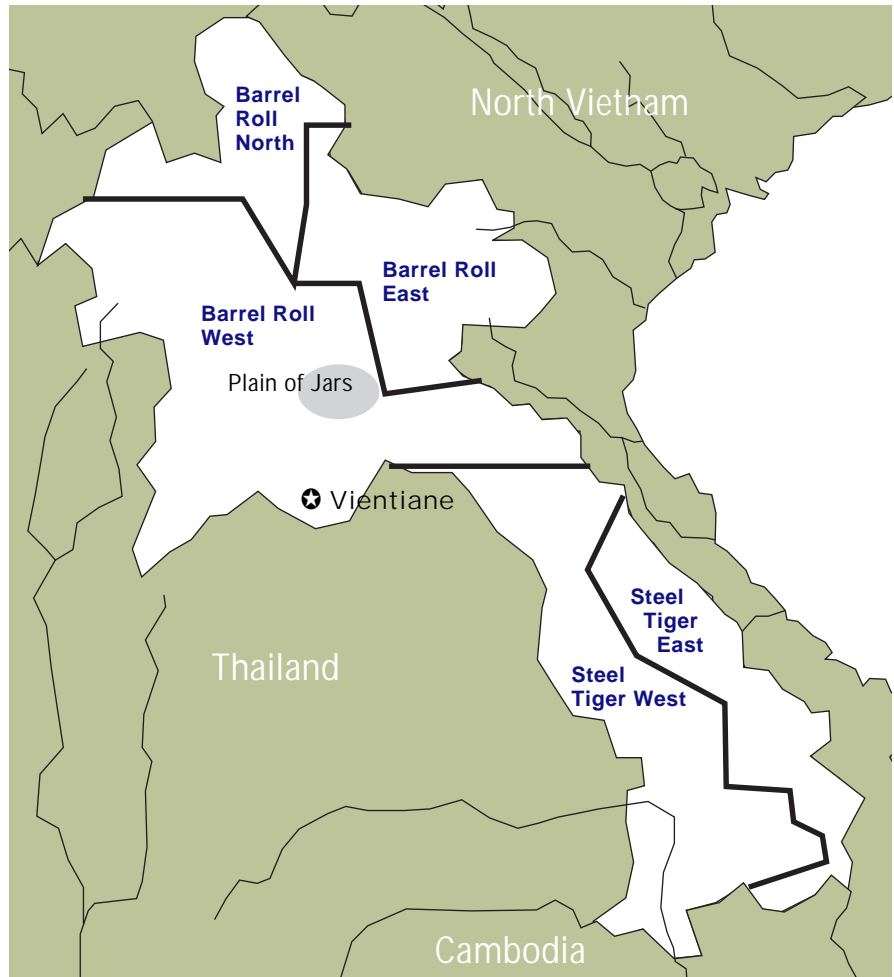 Barrel
Roll
North
North Vietnam
Barrel Roll
East
Barrel Roll
West
Plain of Jars
Vientiane
Steel
Tiger
East
Thailand
Steel
Tiger West
Cambodia